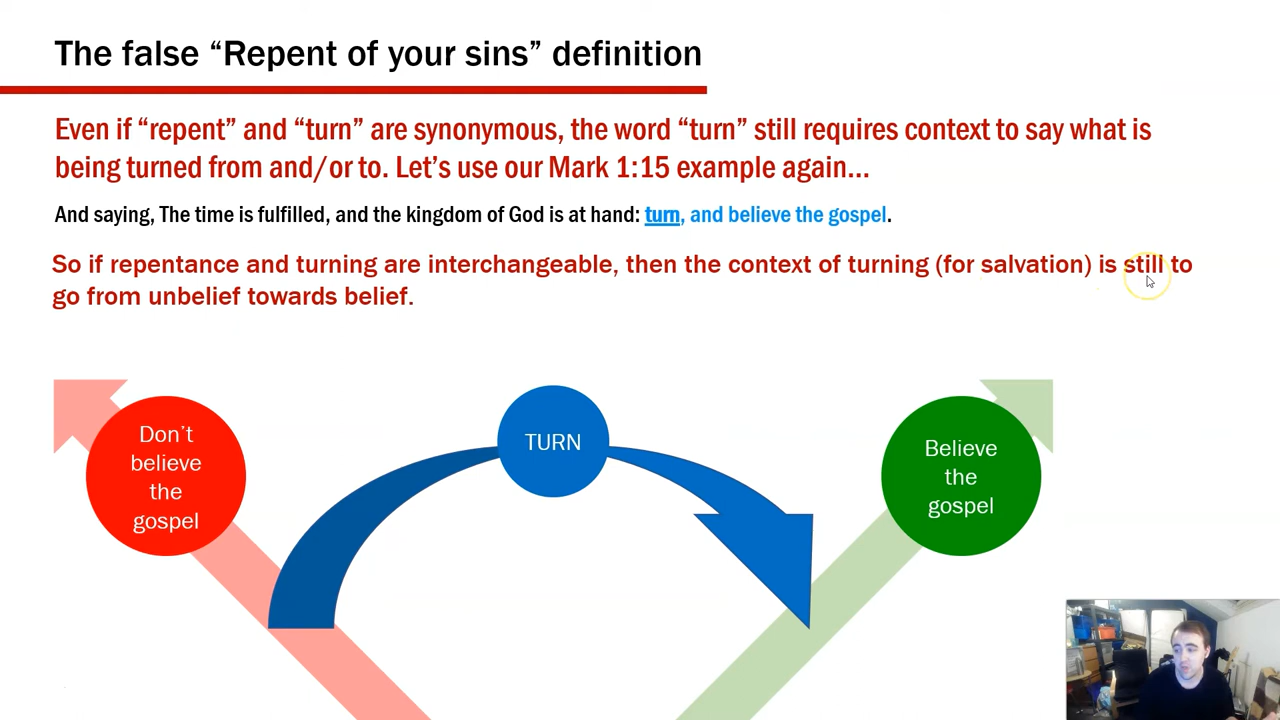 The false “Repent of your sins” definition
Even if “repent” and “turn” are synonymous, the word “turn” still requires context to say what is
being turned from and/or to. Let’s use our Mark 1:15 example again...
And saying, The time is fulfilled, and the kingdom of God is at hand: turn, and believe the gospel.
So if repentance and turning are interchangeable, then the context of turning (for salvation) is still to
go from unbelief towards belief.
Don’t
believe
the
gospel
TURN
Believe
the
gospel